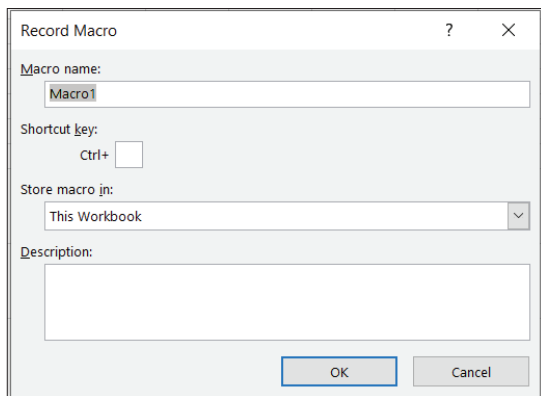 Record Macro ?
Macro name:
Macro1
Shortcut key:
Ctrl+
Store macro in:
This Workbook
Description:
OK Cancel